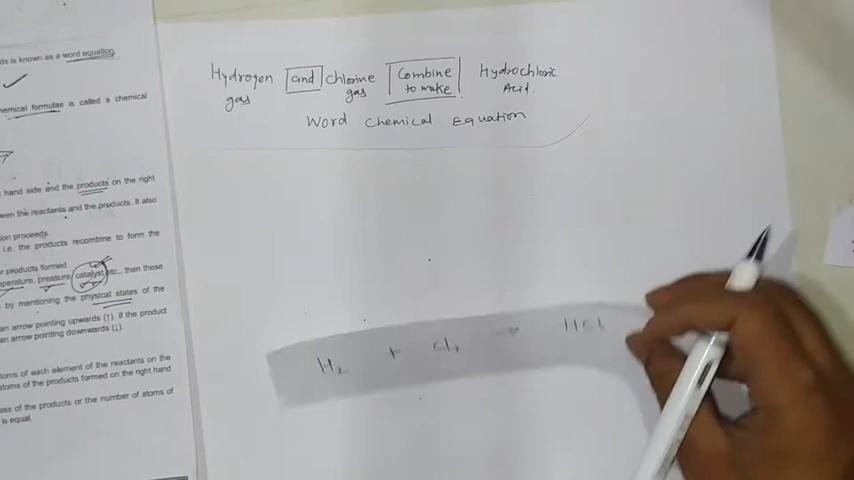 ds is known as a word equation.
chemical formulae is called a chemical
hand side and the products on the right
een the reactants and the products. It also
ion proceeds.
i.e. the products recombine to form the
r products formed.
perature, pressure, catalyst etc., then these
by mentioning the physical states of the
an arrow pointing upwards (↑). If the product
an arrow pointing downwards (↓).
toms of each element of the reactants on the
atoms of the products formed on the right hand
ass of the products or the number of atoms of
is equal.
Hydrogen and chlorine Combine Hydrochloric
gas gas to make Acid.
Word Chemical Equation
H₂ + Cl₂ → HCl